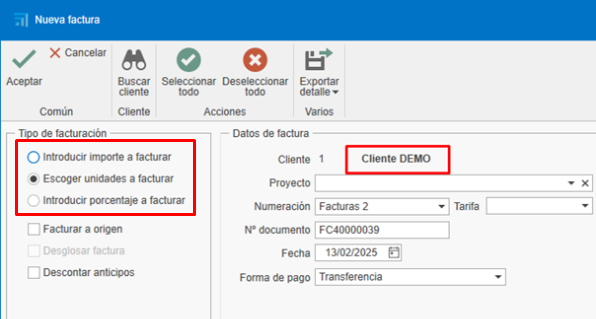 Nueva factura
Aceptar
Cancelar
Común
Buscar cliente
Cliente
Seleccionar todo
Deseleccionar todo
Acciones
Exportar detalle
Varios
Tipo de facturación
Introducir importe a facturar
Escoger unidades a facturar
Introducir porcentaje a facturar
Facturar a origen
Desglosar factura
Descontar anticipos
Datos de factura
Cliente 1 Cliente DEMO
Proyecto
Numeración Facturas 2 Tarifa
Nº documento FC40000039
Fecha 13/02/2025
Forma de pago Transferencia